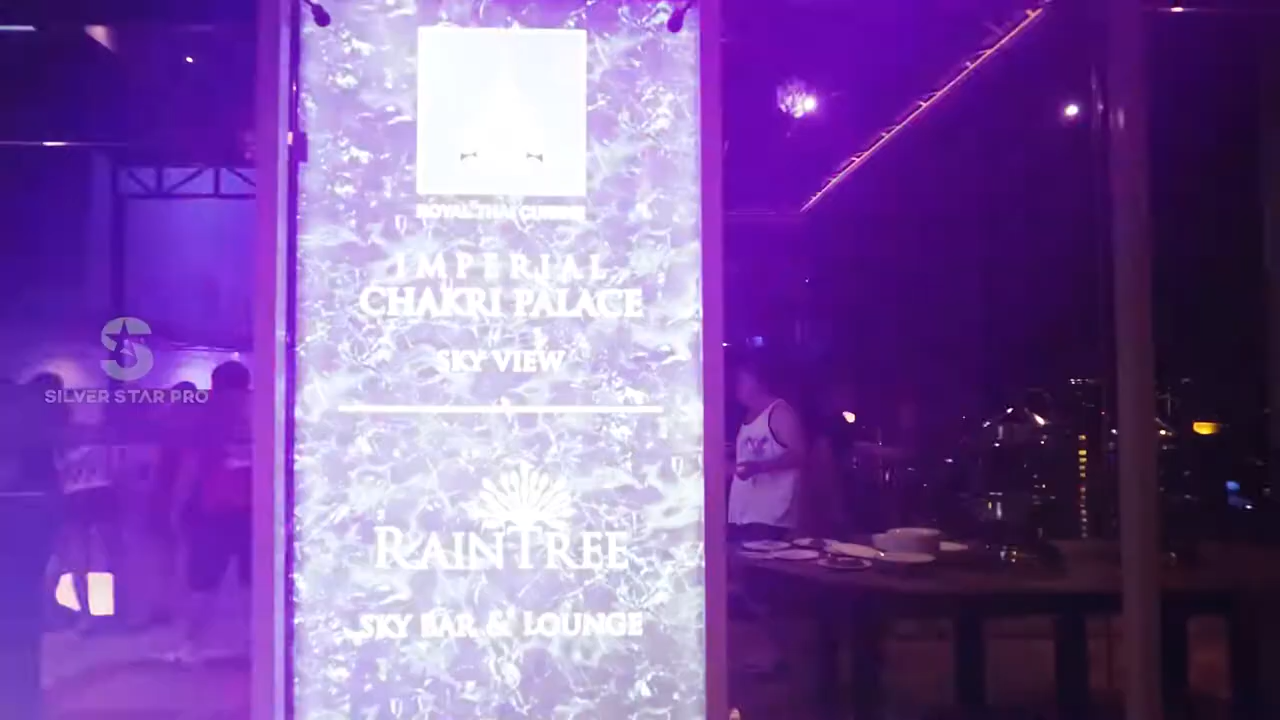 ROYAL THAI CUISINE
IMPERIAL
CHAKRI PALACE
SKY VIEW
RAINTREE
SKY BAR & LOUNGE
SILVER STAR PRO